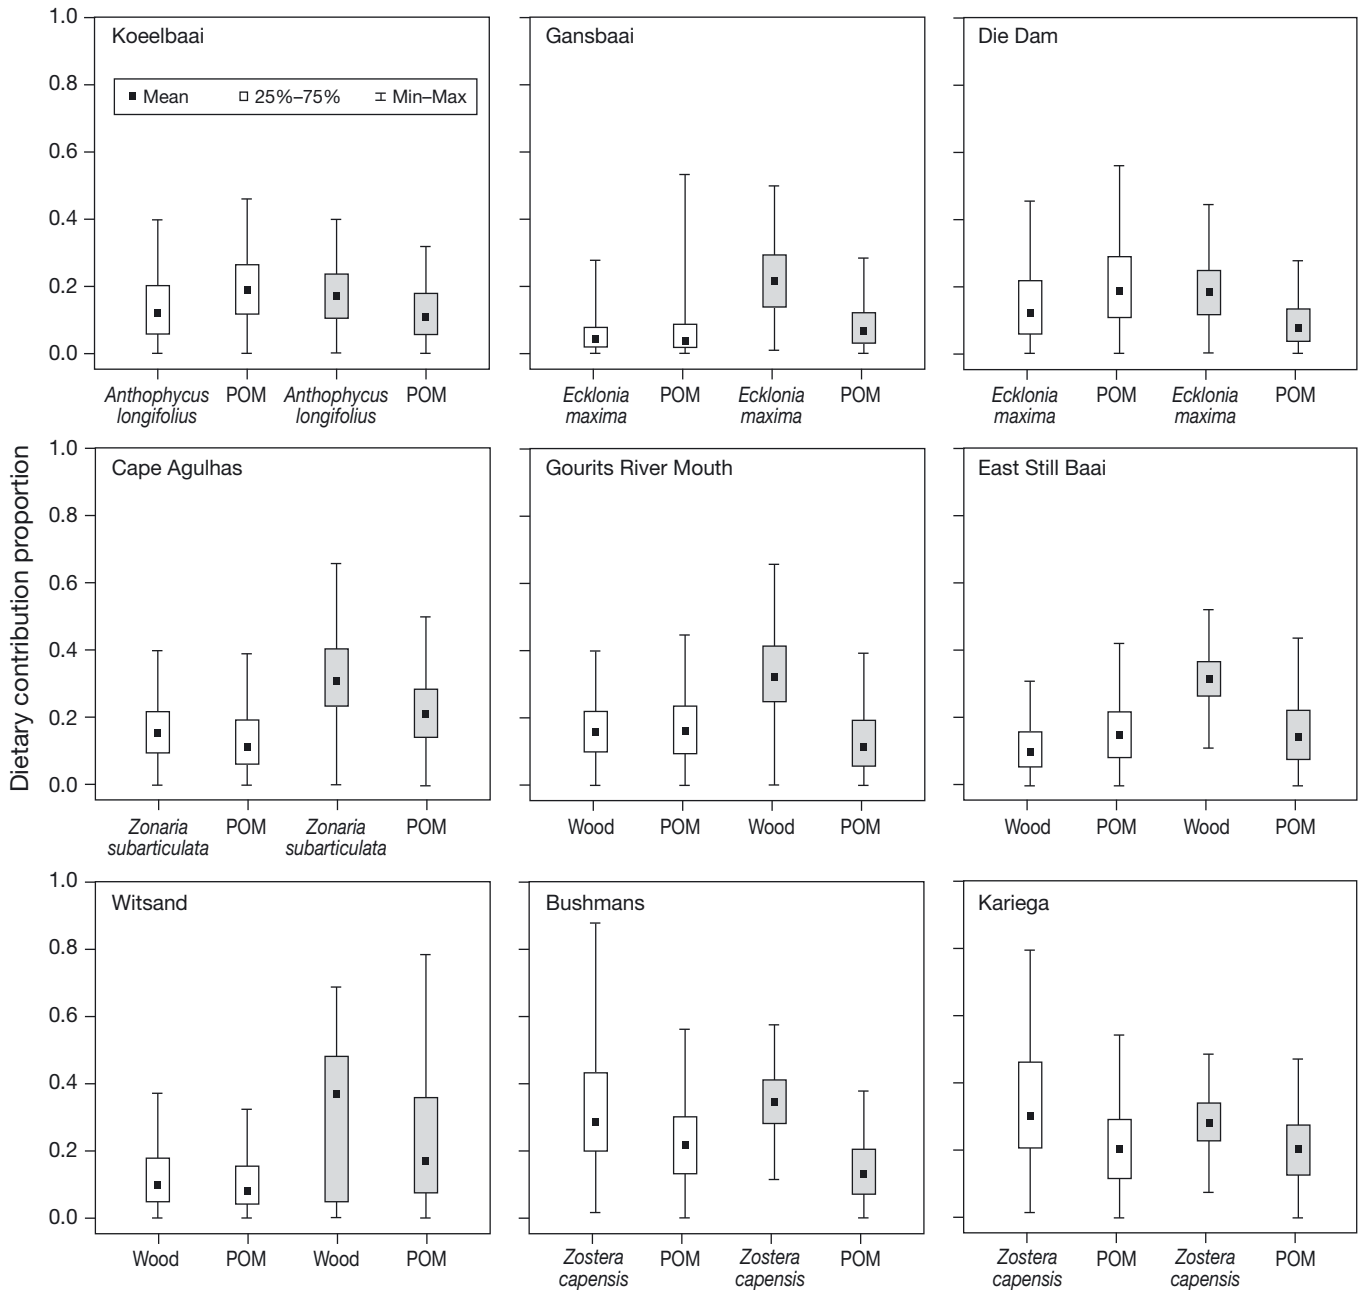 Dietary contribution proportion
1.0
0.8
0.6
0.4
0.2
0.0
Koeelbaai
Mean 25%–75% Min–Max
Anthophycus longifolius POM Anthophycus longifolius POM
Gansbaai
Ecklonia maxima POM Ecklonia maxima POM
Die Dam
Ecklonia maxima POM Ecklonia maxima POM
1.0
0.8
0.6
0.4
0.2
0.0
Cape Agulhas
Zonaria subarticulata POM Zonaria subarticulata POM
Gourits River Mouth
Wood POM Wood POM
East Still Baai
Wood POM Wood POM
1.0
0.8
0.6
0.4
0.2
0.0
Witsand
Wood POM Wood POM
Bushmans
Zostera capensis POM Zostera capensis POM
Kariega
Zostera capensis POM Zostera capensis POM